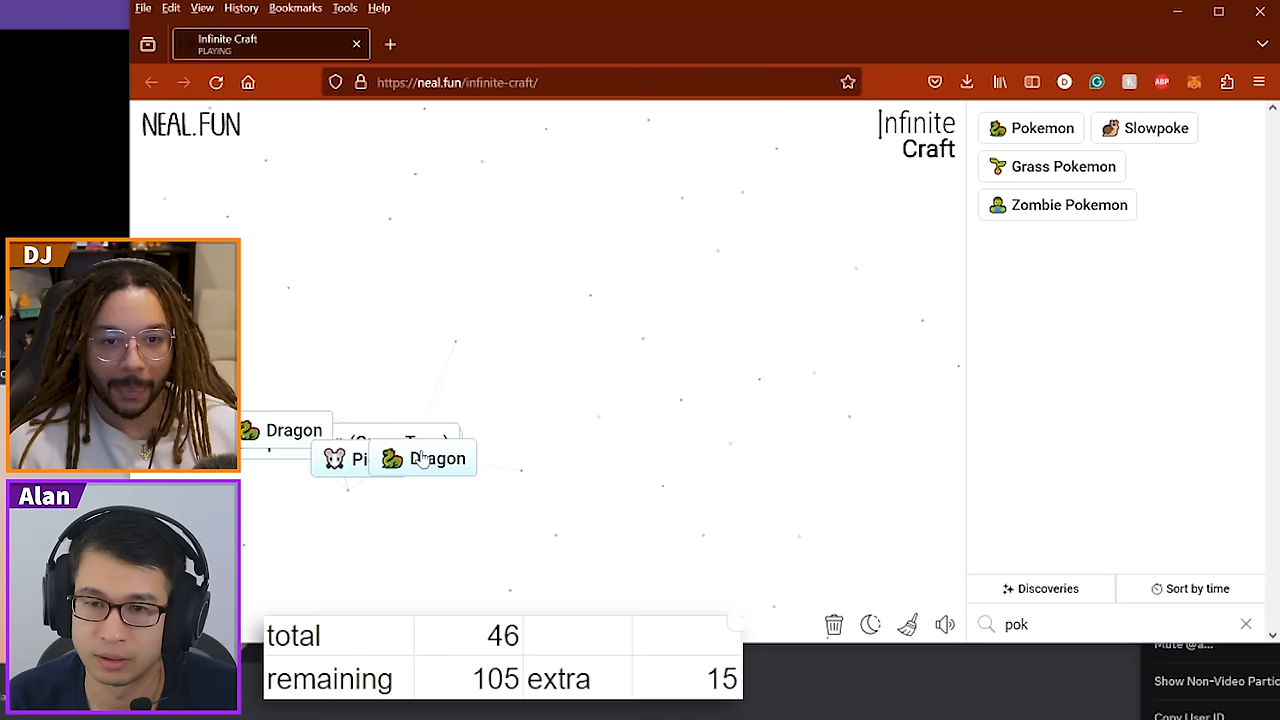 File Edit View History Bookmarks Tools Help
Infinite Craft
PLAYING
https://neal.fun/infinite-craft/
NEAL.FUN
Infinite
Craft
Pokemon Slowpoke
Grass Pokemon
Zombie Pokemon
DJ
Dragon
Pi Dragon
Alan
Discoveries Sort by time
pok
total 46
remaining 105 extra 15
Mute @a...
Show Non-Video Partic
Copy User ID